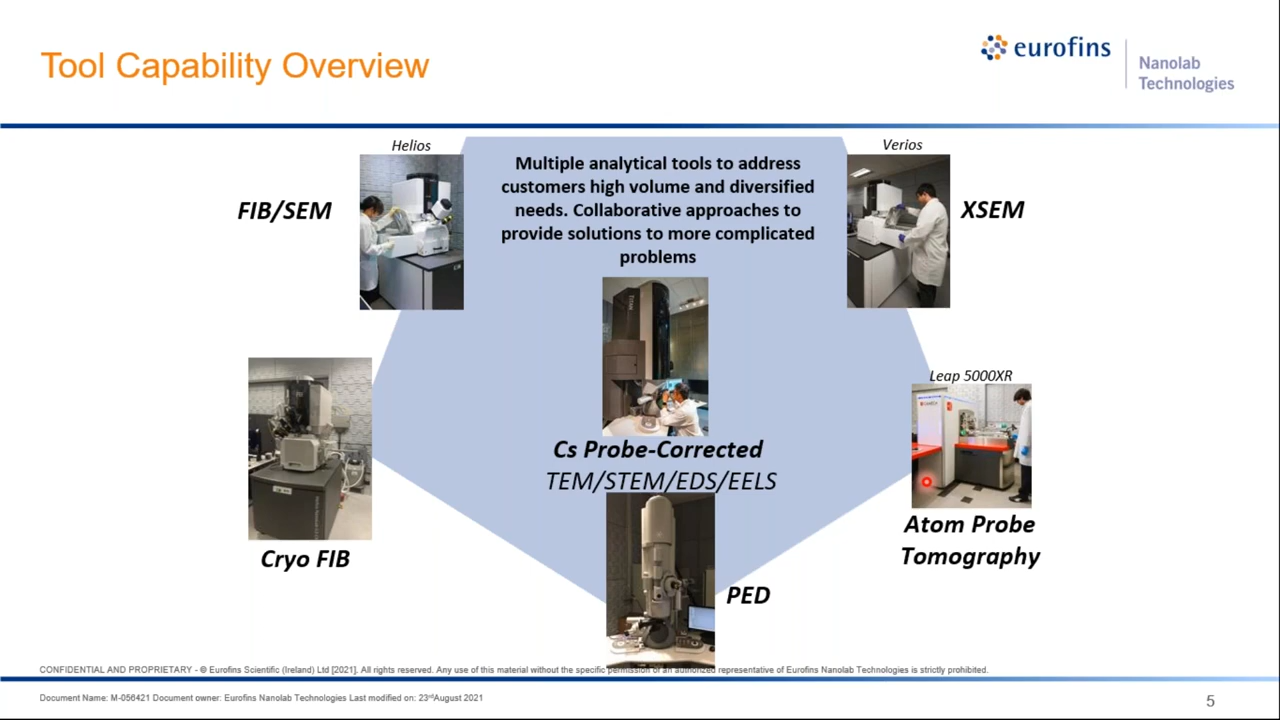 Tool Capability Overview
eurofins
Nanolab
Technologies
Helios
Verios
Multiple analytical tools to address
customers high volume and diversified
needs. Collaborative approaches to
provide solutions to more complicated
problems
FIB/SEM
XSEM
Leap 5000XR
Cs Probe-Corrected
TEM/STEM/EDS/EELS
Atom Probe
Tomography
Cryo FIB
PED
CONFIDENTIAL AND PROPRIETARY - © Eurofins Scientific (Ireland) Ltd [2021]. All rights reserved. Any use of this material without the specific permission of an authorized representative of Eurofins Nanolab Technologies is strictly prohibited.
Document Name: M-056421 Document owner: Eurofins Nanolab Technologies Last modified on: 23rdAugust 2021
5